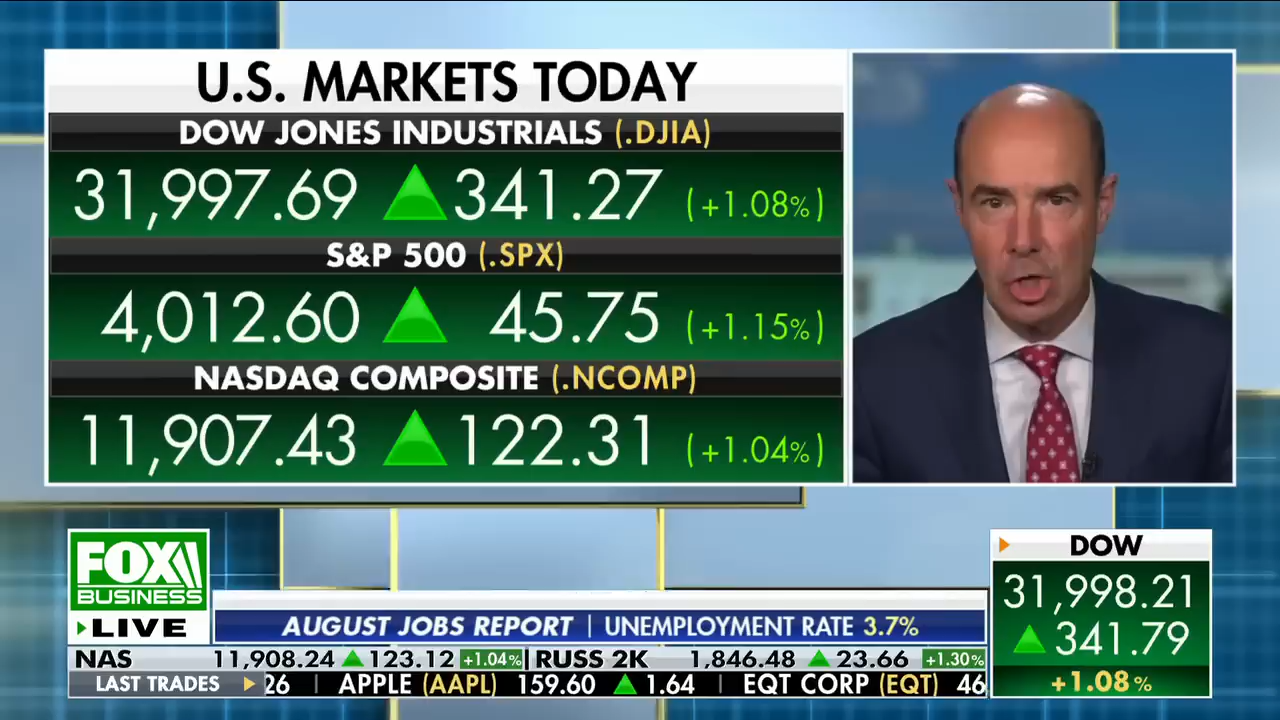 U.S. MARKETS TODAY
DOW JONES INDUSTRIALS (.DJIA)
31,997.69 ▲ 341.27 (+1.08%)
S&P 500 (.SPX)
4,012.60 ▲ 45.75 (+1.15%)
NASDAQ COMPOSITE (.NCOMP)
11,907.43 ▲ 122.31 (+1.04%)
FOX
BUSINESS
LIVE
AUGUST JOBS REPORT | UNEMPLOYMENT RATE 3.7%
NAS 11,908.24 ▲ 123.12 +1.04% RUSS 2K 1,846.48 ▲ 23.66 +1.30%
LAST TRADES 26 | APPLE (AAPL) 159.60 ▲ 1.64 | EQT CORP (EQT) 46
DOW
31,998.21
▲ 341.79
+1.08%